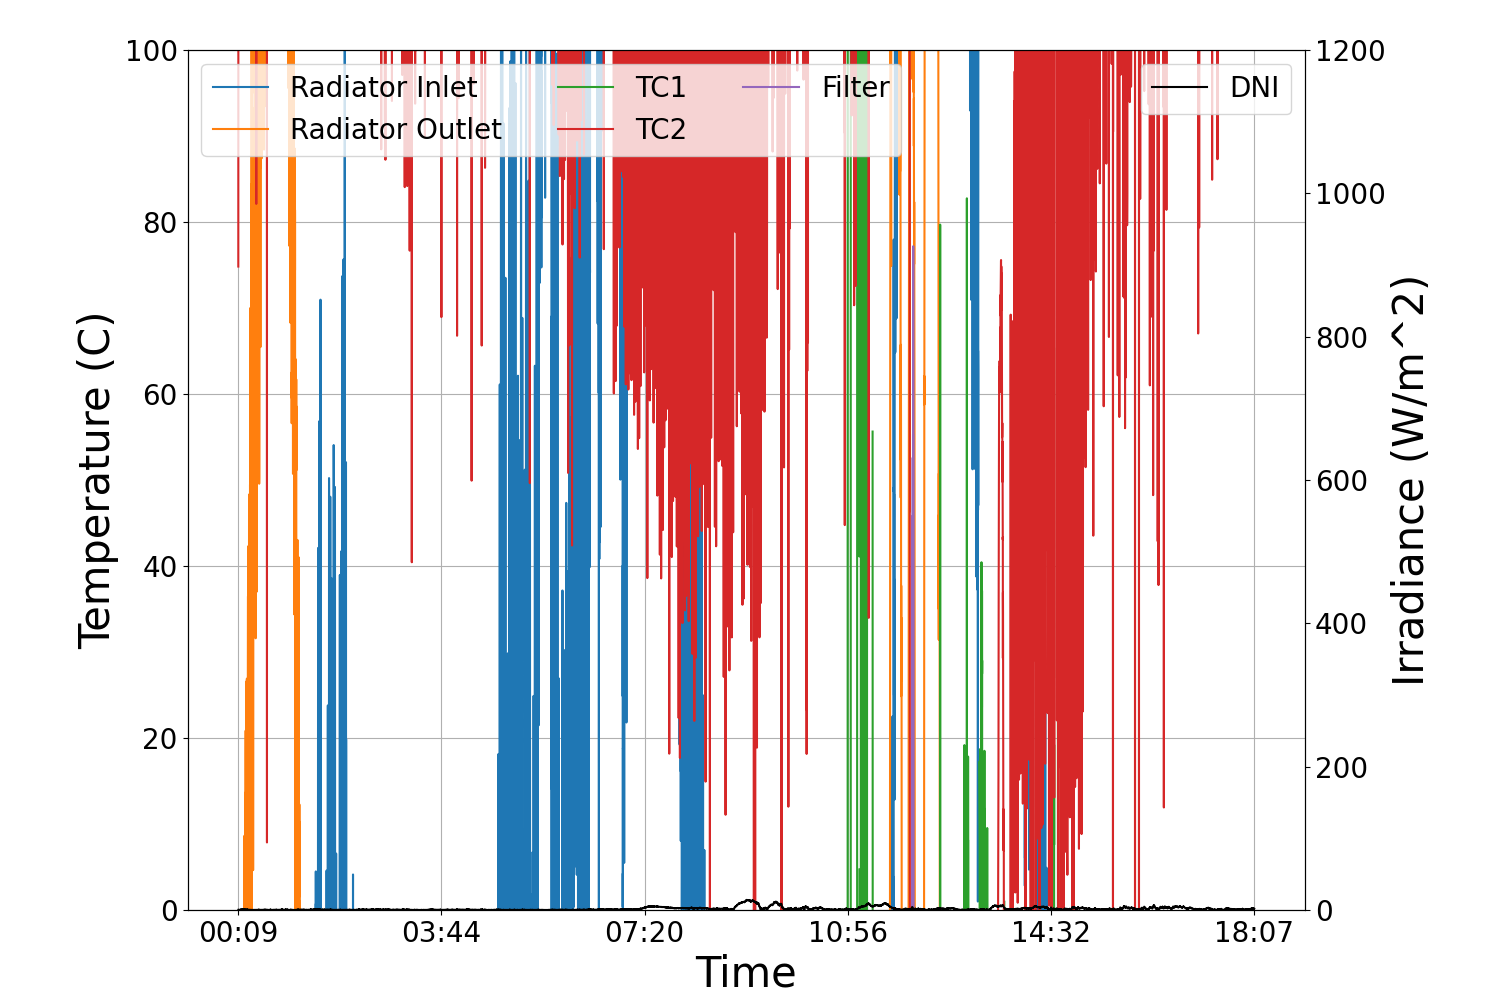 100
80
60
40
20
0
Temperature (C)
Radiator Inlet
Radiator Outlet
TC1
TC2
Filter
DNI
1200
1000
800
600
400
200
0
Irradiance (W/m^2)
00:09 03:44 07:20 10:56 14:32 18:07
Time